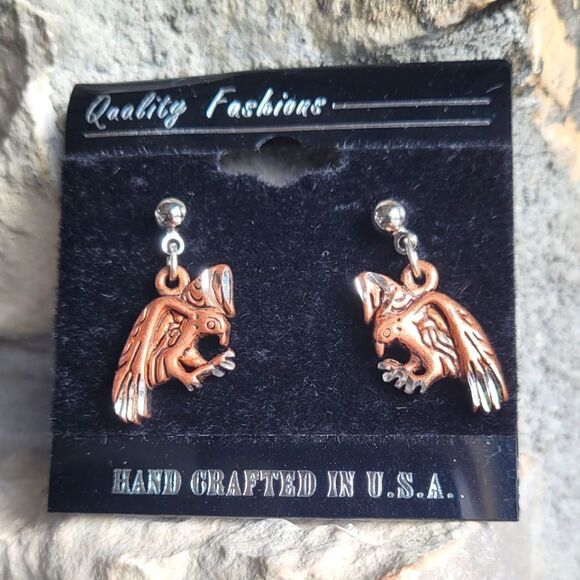 Quality Fashions
HAND CRAFTED IN U.S.A.